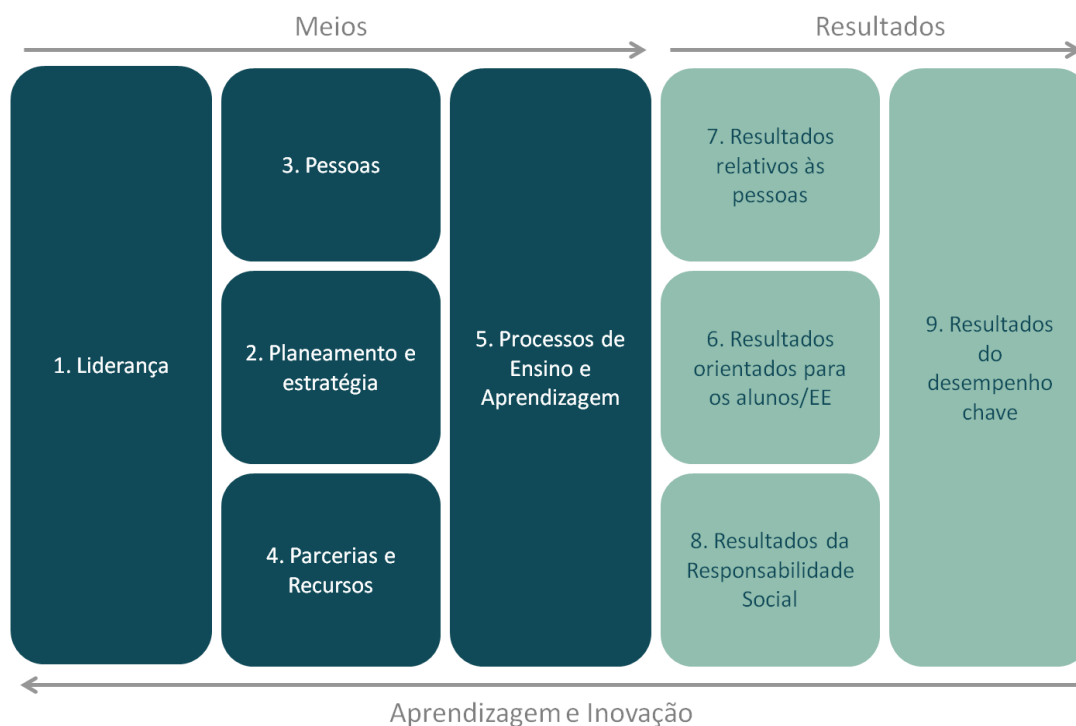 Meios
Resultados
1. Liderança
3. Pessoas
2. Planeamento e
estratégia
4. Parcerias e
Recursos
5. Processos de
Ensino e
Aprendizagem
7. Resultados
relativos às
pessoas
6. Resultados
orientados para
os alunos/EE
8. Resultados da
Responsabilidade
Social
9. Resultados
do
desempenho
chave
Aprendizagem e Inovação